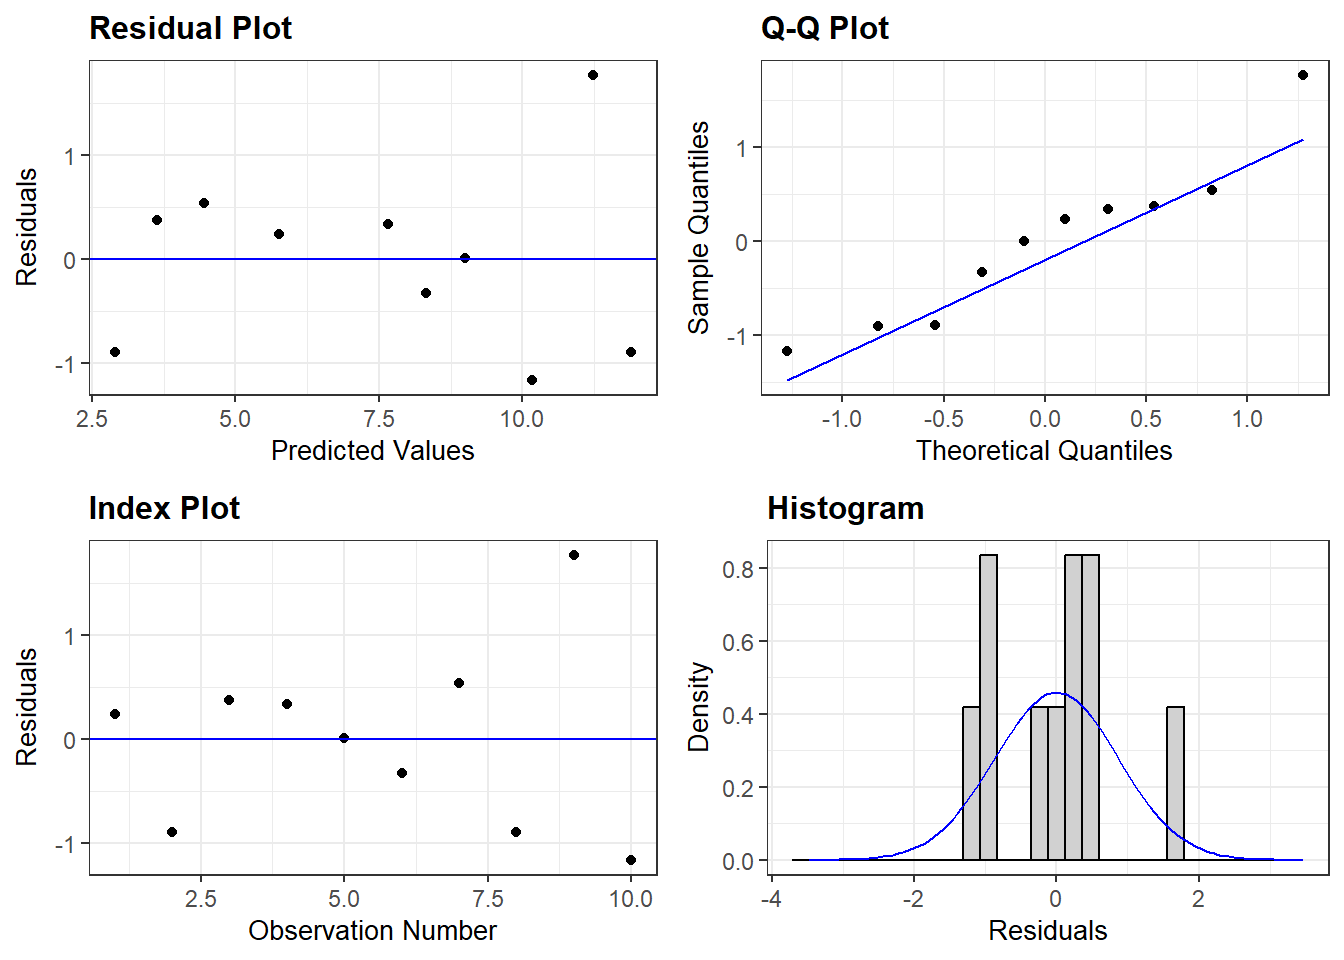 Residual Plot
Residuals
1
0
-1
2.5 5.0 7.5 10.0
Predicted Values
Q-Q Plot
Sample Quantiles
1
0
-1
-1.0 -0.5 0.0 0.5 1.0
Theoretical Quantiles
Index Plot
Residuals
1
0
-1
2.5 5.0 7.5 10.0
Observation Number
Histogram
Density
0.8
0.6
0.4
0.2
0.0
-4 -2 0 2
Residuals